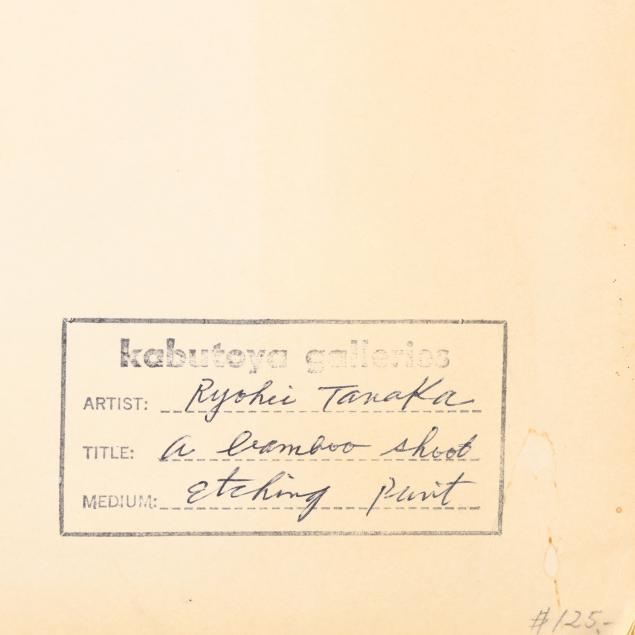 kabutoya galleries
ARTIST: Ryohei Tanaka
TITLE: A bamboo shoot
MEDIUM: etching Print
$125.-